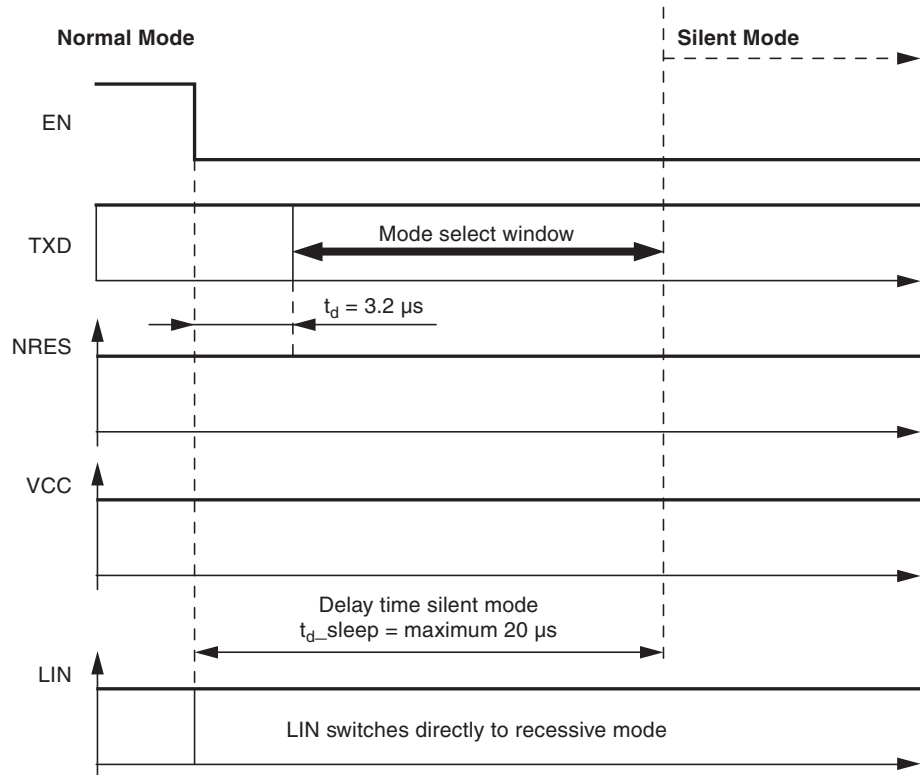 Normal Mode
Silent Mode
EN
TXD
Mode select window
t_d = 3.2 µs
NRES
VCC
Delay time silent mode
t_d_sleep = maximum 20 µs
LIN
LIN switches directly to recessive mode